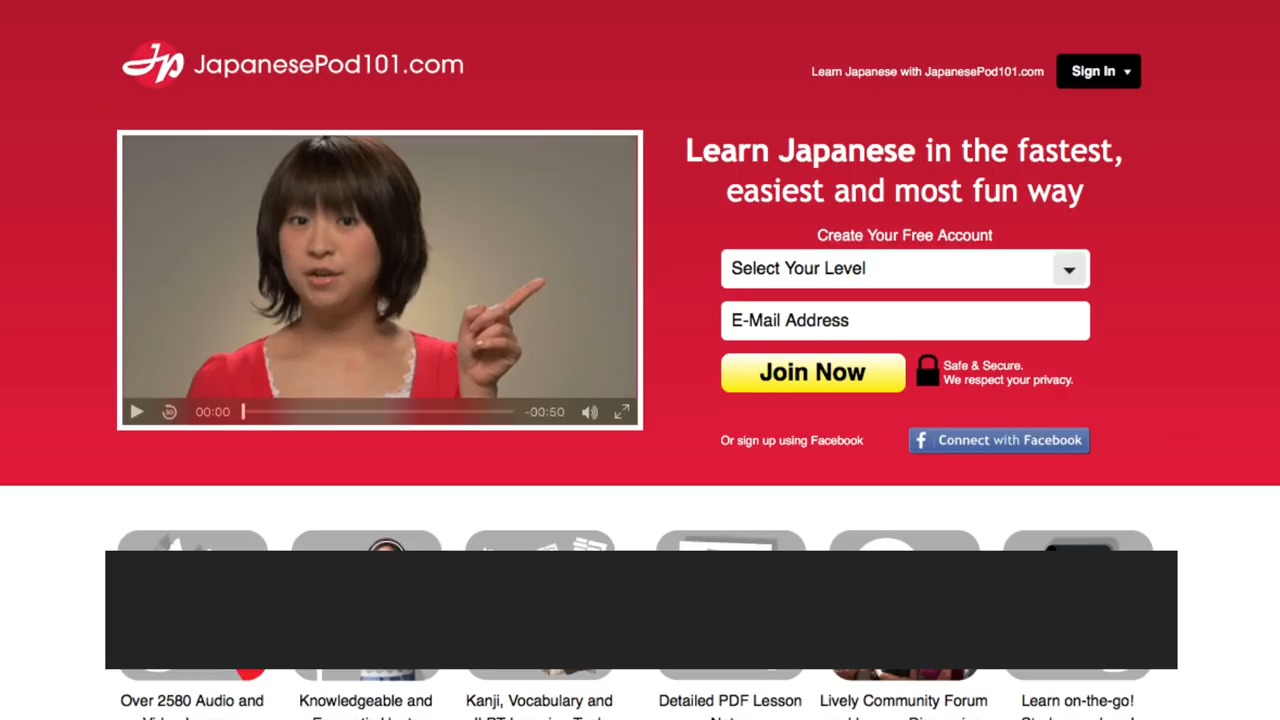 JapanesePod101.com
Learn Japanese with JapanesePod101.com
Sign In
Learn Japanese in the fastest,
easiest and most fun way
Create Your Free Account
Select Your Level
E-Mail Address
Join Now
Safe & Secure.
We respect your privacy.
00:00
-00:50
Or sign up using Facebook
Connect with Facebook
Over 2580 Audio and
Knowledgeable and
Kanji, Vocabulary and
Detailed PDF Lesson
Lively Community Forum
Learn on-the-go!